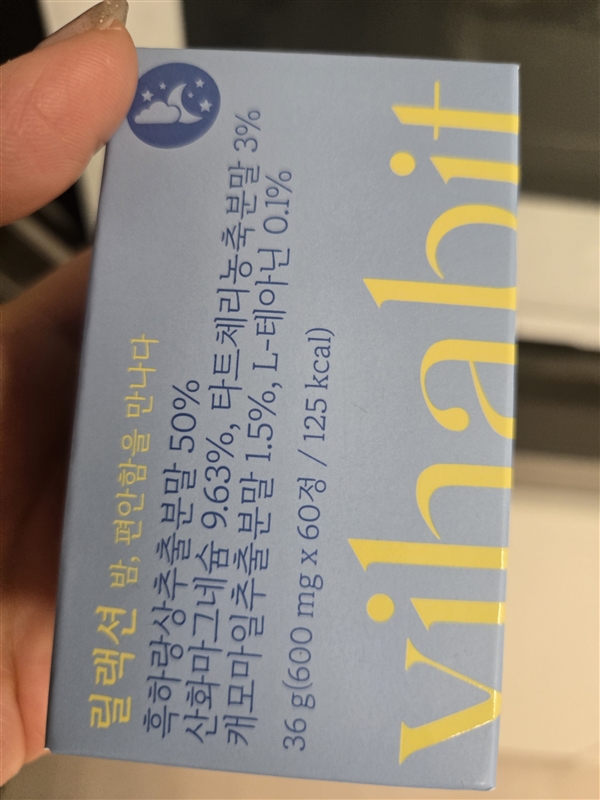 릴랙션 밤, 편안함을 만나다
흑하랑상추추출분말 50%
산화마그네슘 9.63%, 타트체리농축분말 3%
캐모마일추출분말 1.5%, L-테아닌 0.1%
36 g(600 mg x 60정 / 125 kcal)
vihabit